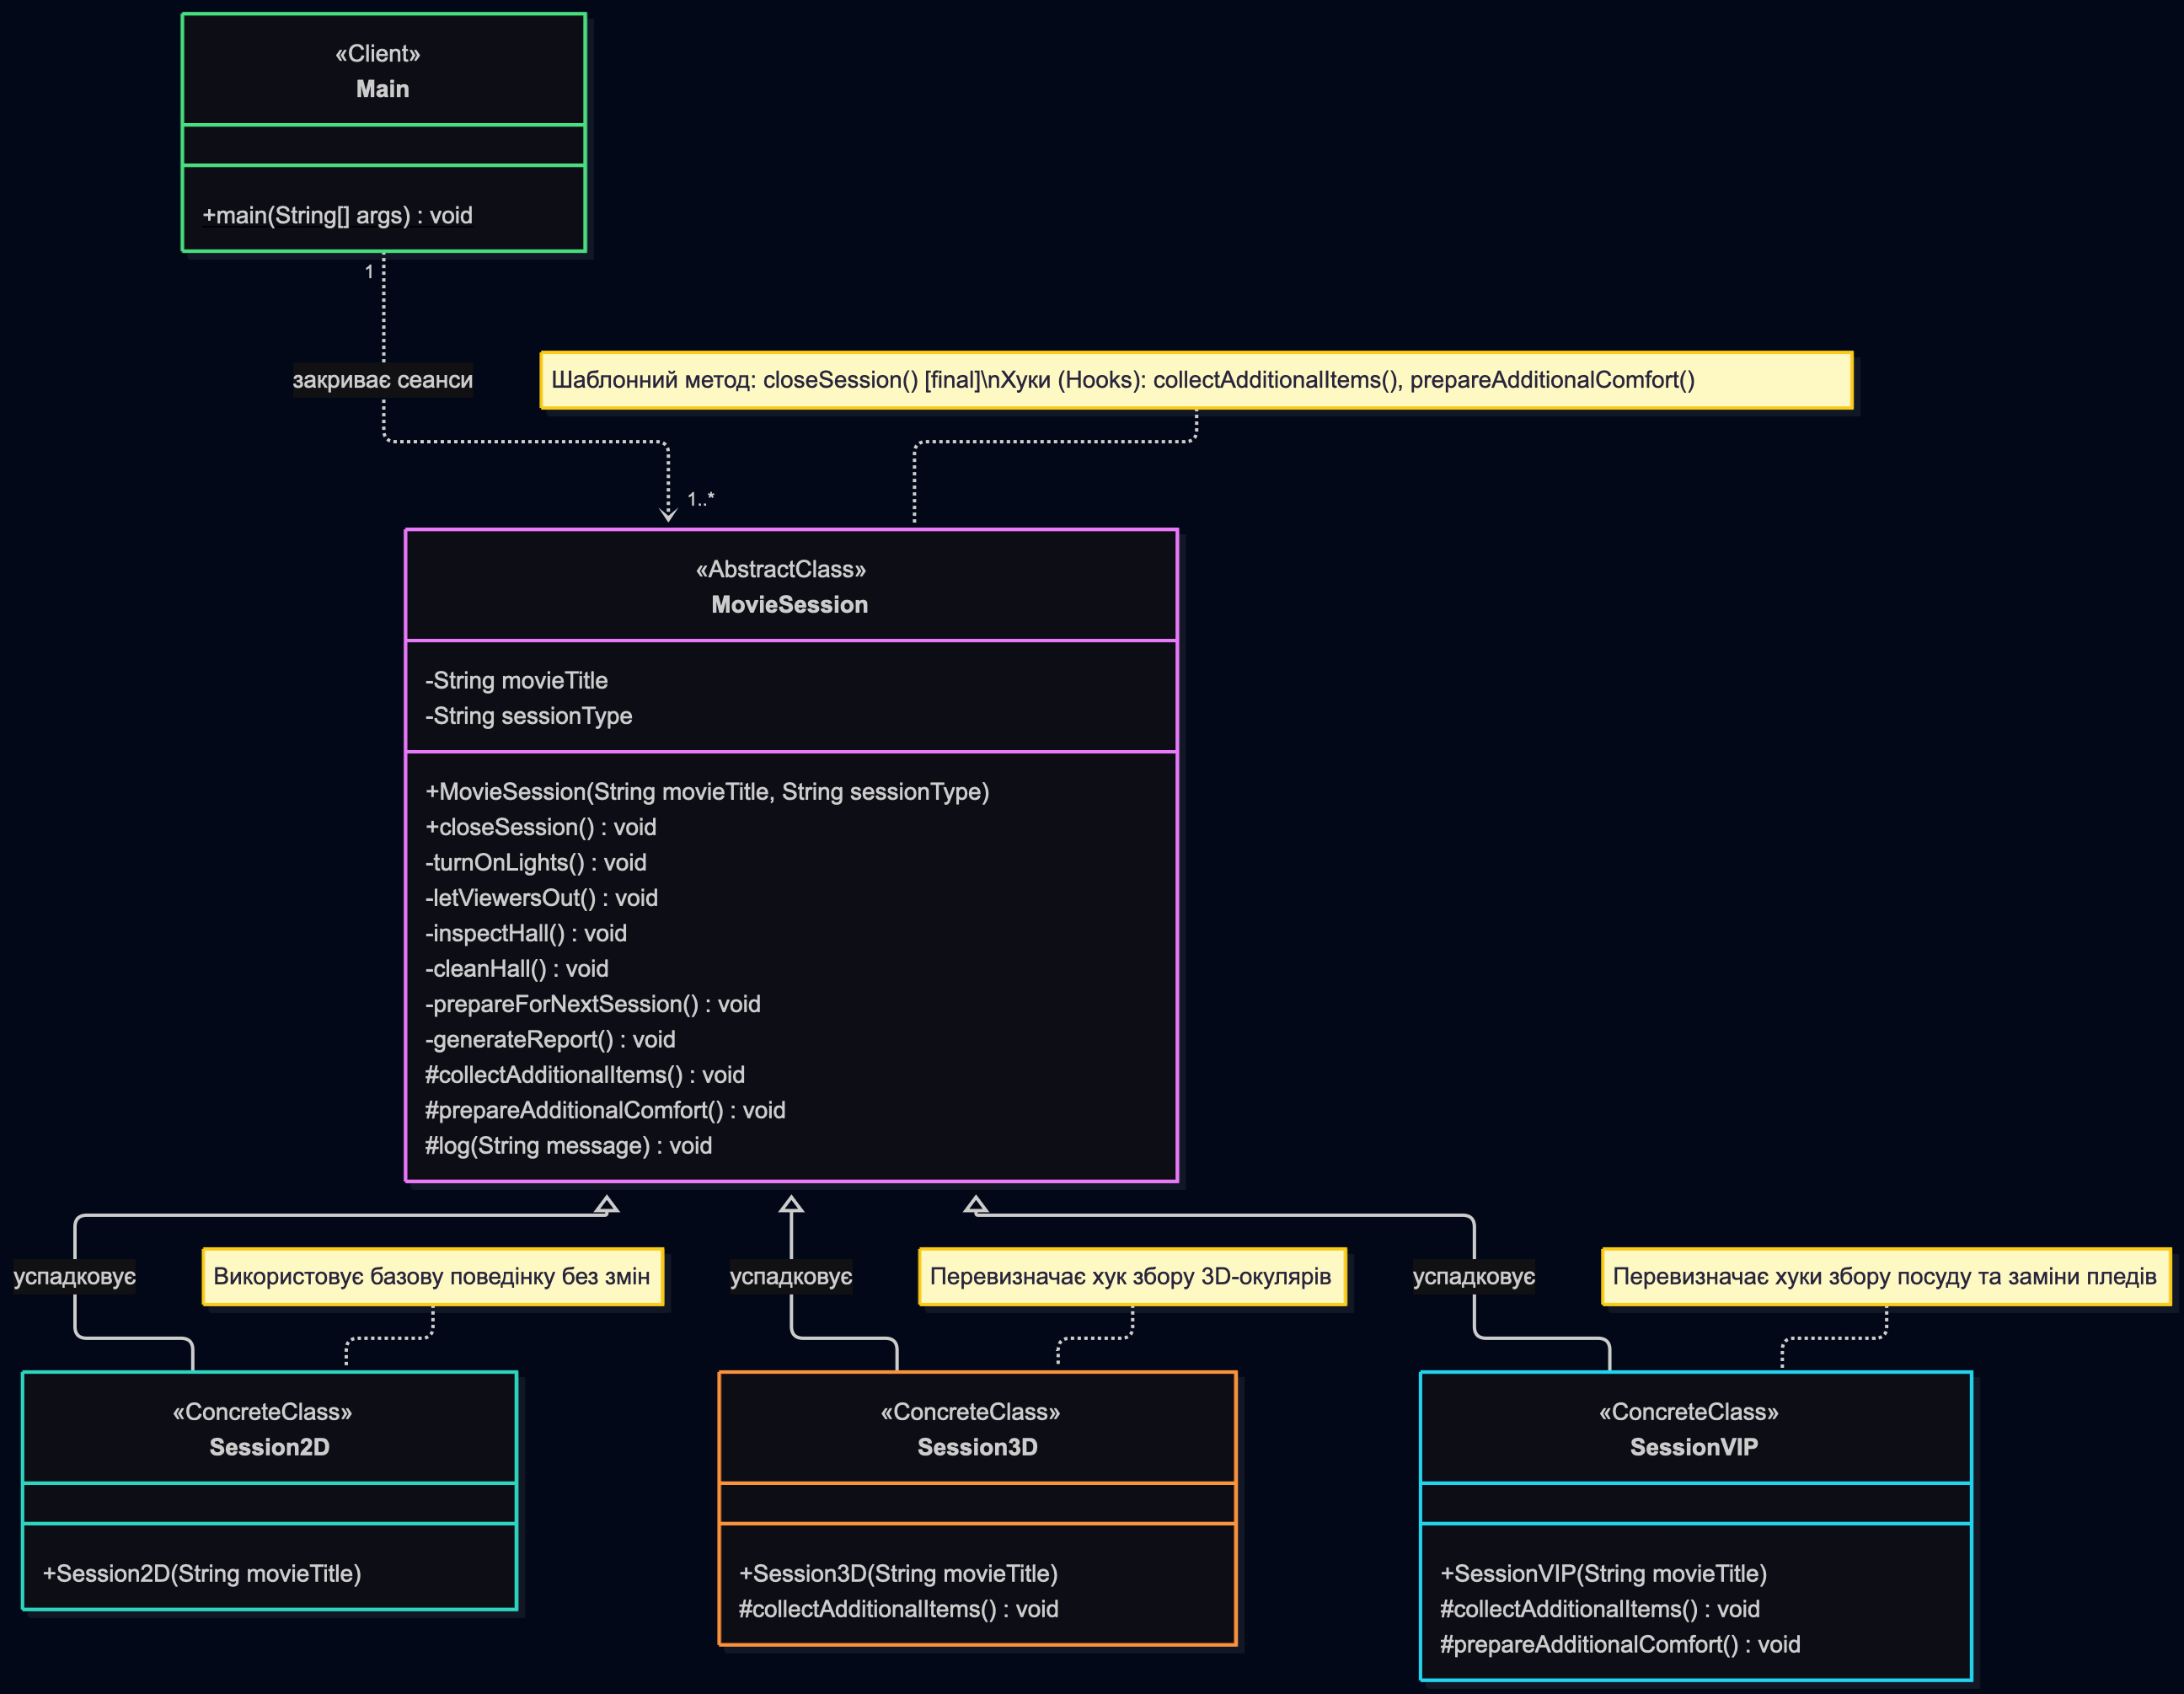 «Client»
Main
+main(String[] args) : void
1
закриває сеанси
Шаблонний метод: closeSession() [final]\nХуки (Hooks): collectAdditionalItems(), prepareAdditionalComfort()
1..*
«AbstractClass»
MovieSession
-String movieTitle
-String sessionType
+MovieSession(String movieTitle, String sessionType)
+closeSession() : void
-turnOnLights() : void
-letViewersOut() : void
-inspectHall() : void
-cleanHall() : void
-prepareForNextSession() : void
-generateReport() : void
#collectAdditionalItems() : void
#prepareAdditionalComfort() : void
#log(String message) : void
успадковує
Використовує базову поведінку без змін
успадковує
Перевизначає хук збору 3D-окулярів
успадковує
Перевизначає хуки збору посуду та заміни пледів
«ConcreteClass»
Session2D
+Session2D(String movieTitle)
«ConcreteClass»
Session3D
+Session3D(String movieTitle)
#collectAdditionalItems() : void
«ConcreteClass»
SessionVIP
+SessionVIP(String movieTitle)
#collectAdditionalItems() : void
#prepareAdditionalComfort() : void